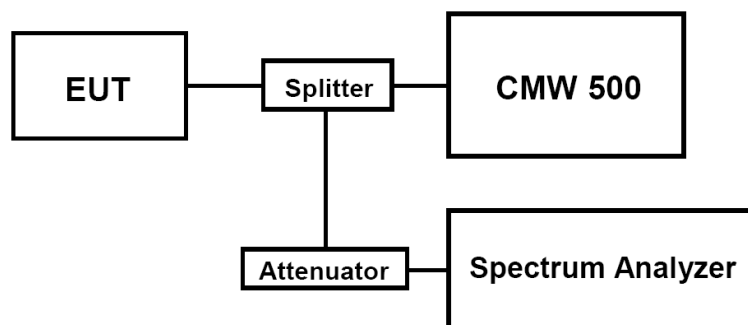 EUT
Splitter
CMW 500
Attenuator
Spectrum Analyzer